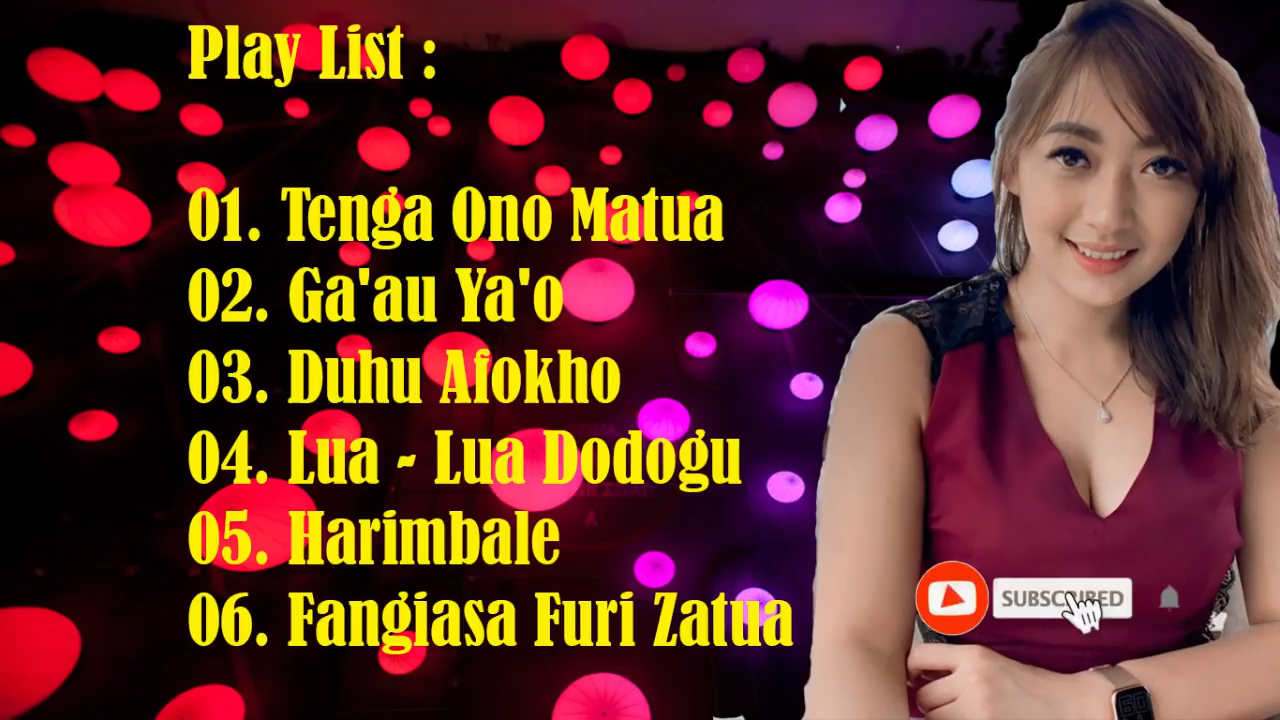 Play List :
01. Tenga Ono Matua
02. Ga'au Ya'o
03. Duhu Afokho
04. Lua - Lua Dodogu
05. Harimbale
06. Fangiasa Furi Zatua
SUBSCRIBED